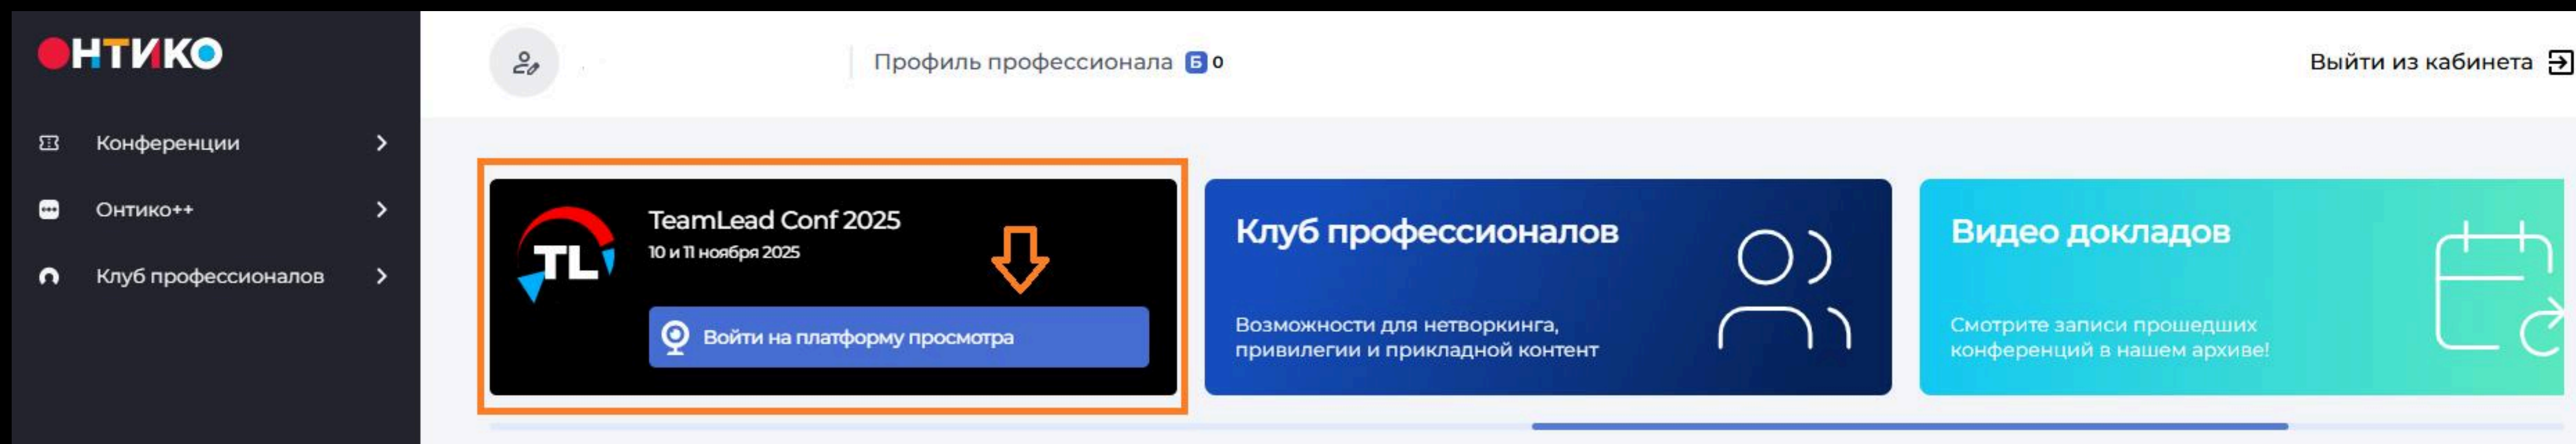 ОНТИКО
Конференции
Онтико++
Клуб профессионалов
Профиль профессионала Б 0
Выйти из кабинета
TL
TeamLead Conf 2025
10 и 11 ноября 2025
Войти на платформу просмотра
Клуб профессионалов
Возможности для нетворкинга,
привилегии и прикладной контент
Видео докладов
Смотрите записи прошедших
конференций в нашем архиве!